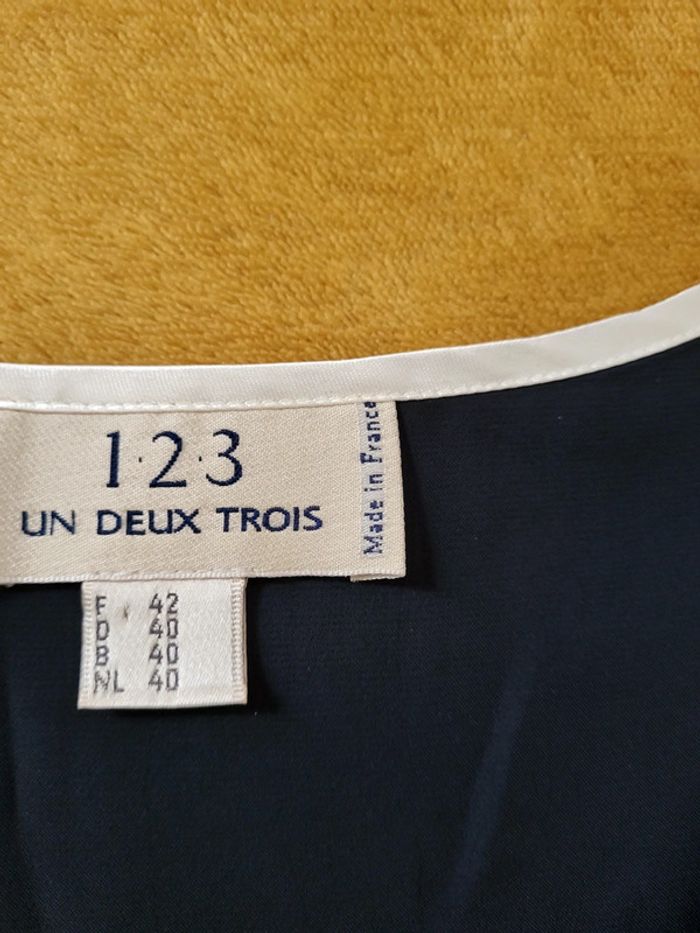 1·2·3
UN DEUX TROIS
Made in France
F 42
D 40
B 40
NL 40